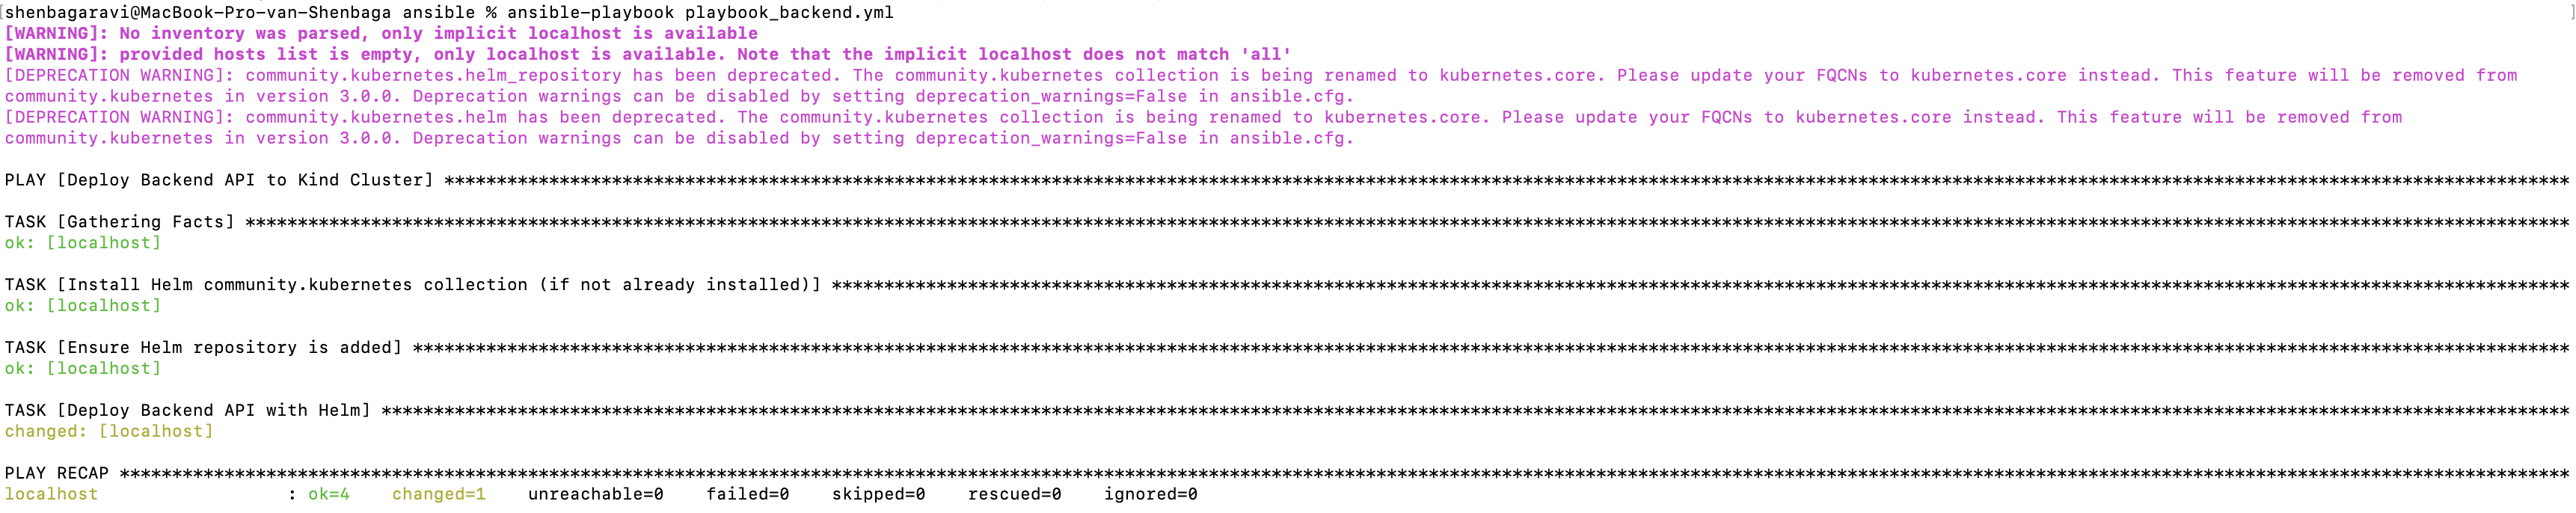 shenbagaravi@MacBook-Pro-van-Shenbaga ansible % ansible-playbook playbook_backend.yml
[WARNING]: No inventory was parsed, only implicit localhost is available
[WARNING]: provided hosts list is empty, only localhost is available. Note that the implicit localhost does not match 'all'
[DEPRECATION WARNING]: community.kubernetes.helm_repository has been deprecated. The community.kubernetes collection is being renamed to kubernetes.core. Please update your FQCNs to kubernetes.core instead. This feature will be removed from
community.kubernetes in version 3.0.0. Deprecation warnings can be disabled by setting deprecation_warnings=False in ansible.cfg.
[DEPRECATION WARNING]: community.kubernetes.helm has been deprecated. The community.kubernetes collection is being renamed to kubernetes.core. Please update your FQCNs to kubernetes.core instead. This feature will be removed from
community.kubernetes in version 3.0.0. Deprecation warnings can be disabled by setting deprecation_warnings=False in ansible.cfg.
PLAY [Deploy Backend API to Kind Cluster] ****************************************************************************************************************************************************************************************************
TASK [Gathering Facts] ***********************************************************************************************************************************************************************************************************************
ok: [localhost]
TASK [Install Helm community.kubernetes collection (if not already installed)] ***************************************************************************************************************************************************************
ok: [localhost]
TASK [Ensure Helm repository is added] *******************************************************************************************************************************************************************************************************
ok: [localhost]
TASK [Deploy Backend API with Helm] **********************************************************************************************************************************************************************************************************
changed: [localhost]
PLAY RECAP ***********************************************************************************************************************************************************************************************************************************
localhost                  : ok=4    changed=1    unreachable=0    failed=0    skipped=0    rescued=0    ignored=0